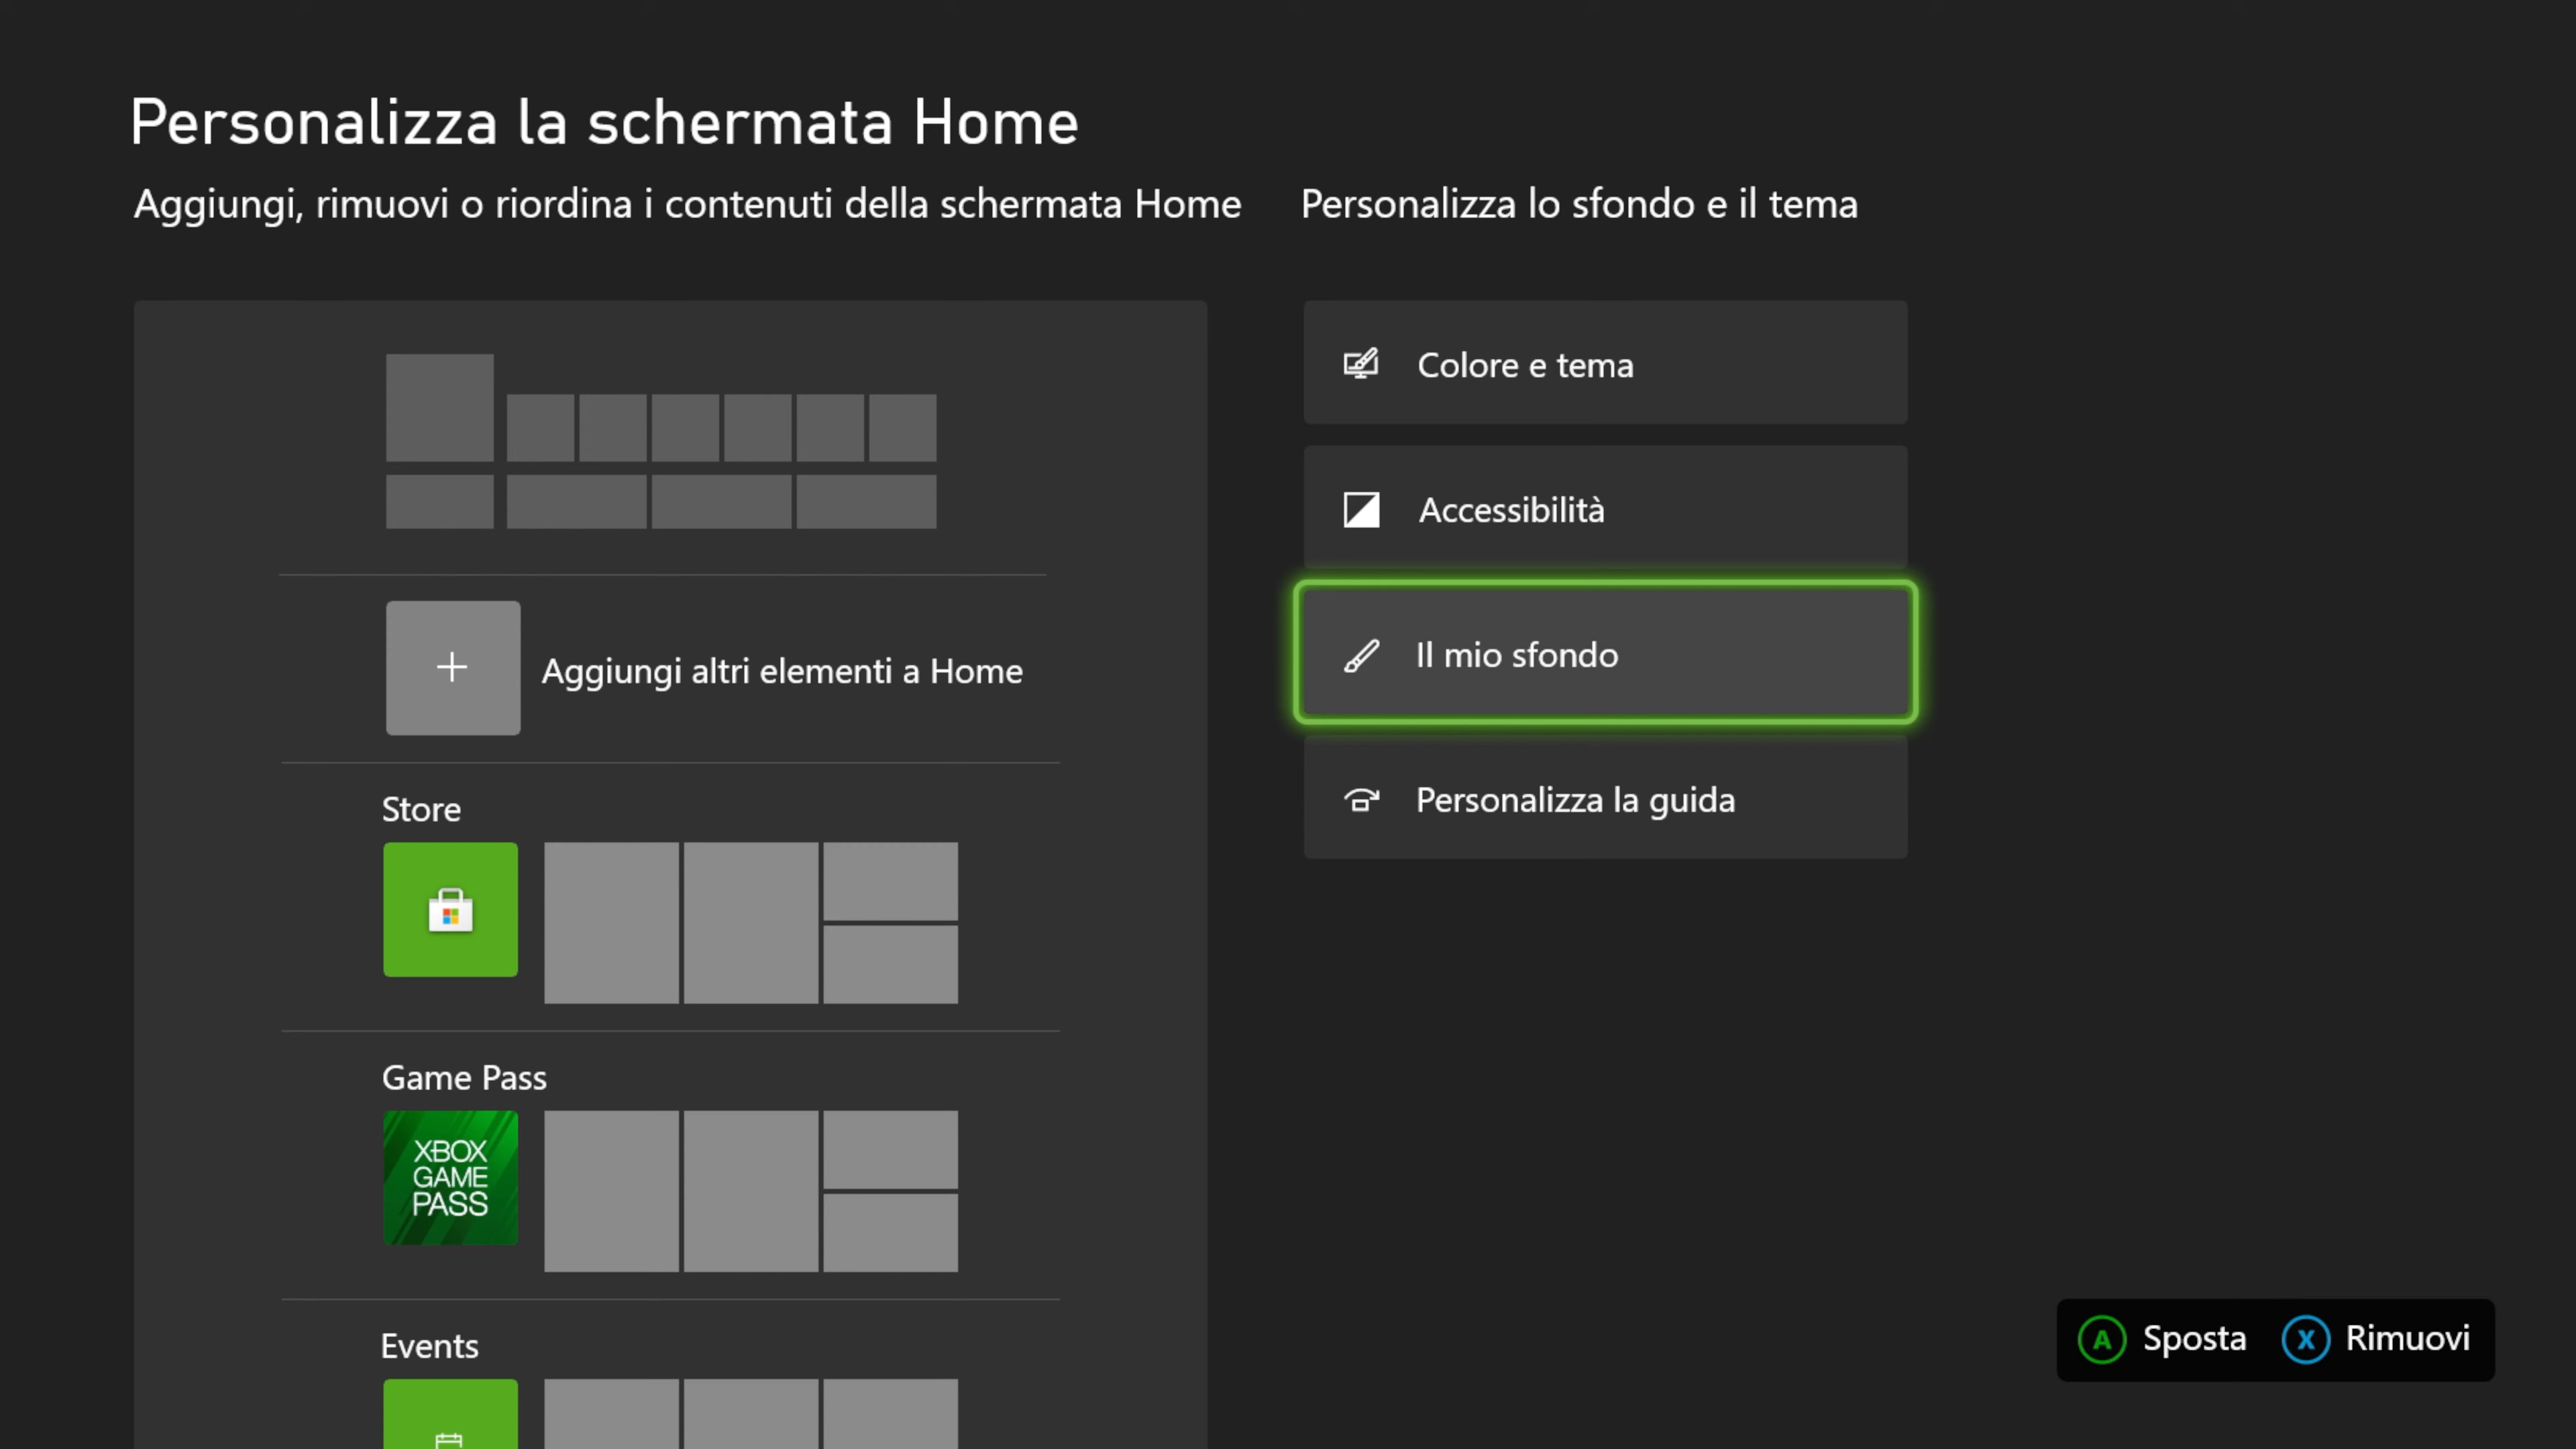 Personalizza la schermata Home
Aggiungi, rimuovi o riordina i contenuti della schermata Home
Personalizza lo sfondo e il tema
Colore e tema
Accessibilità
Il mio sfondo
Personalizza la guida
Aggiungi altri elementi a Home
Store
Game Pass
XBOX
GAME
PASS
Events
A Sposta X Rimuovi